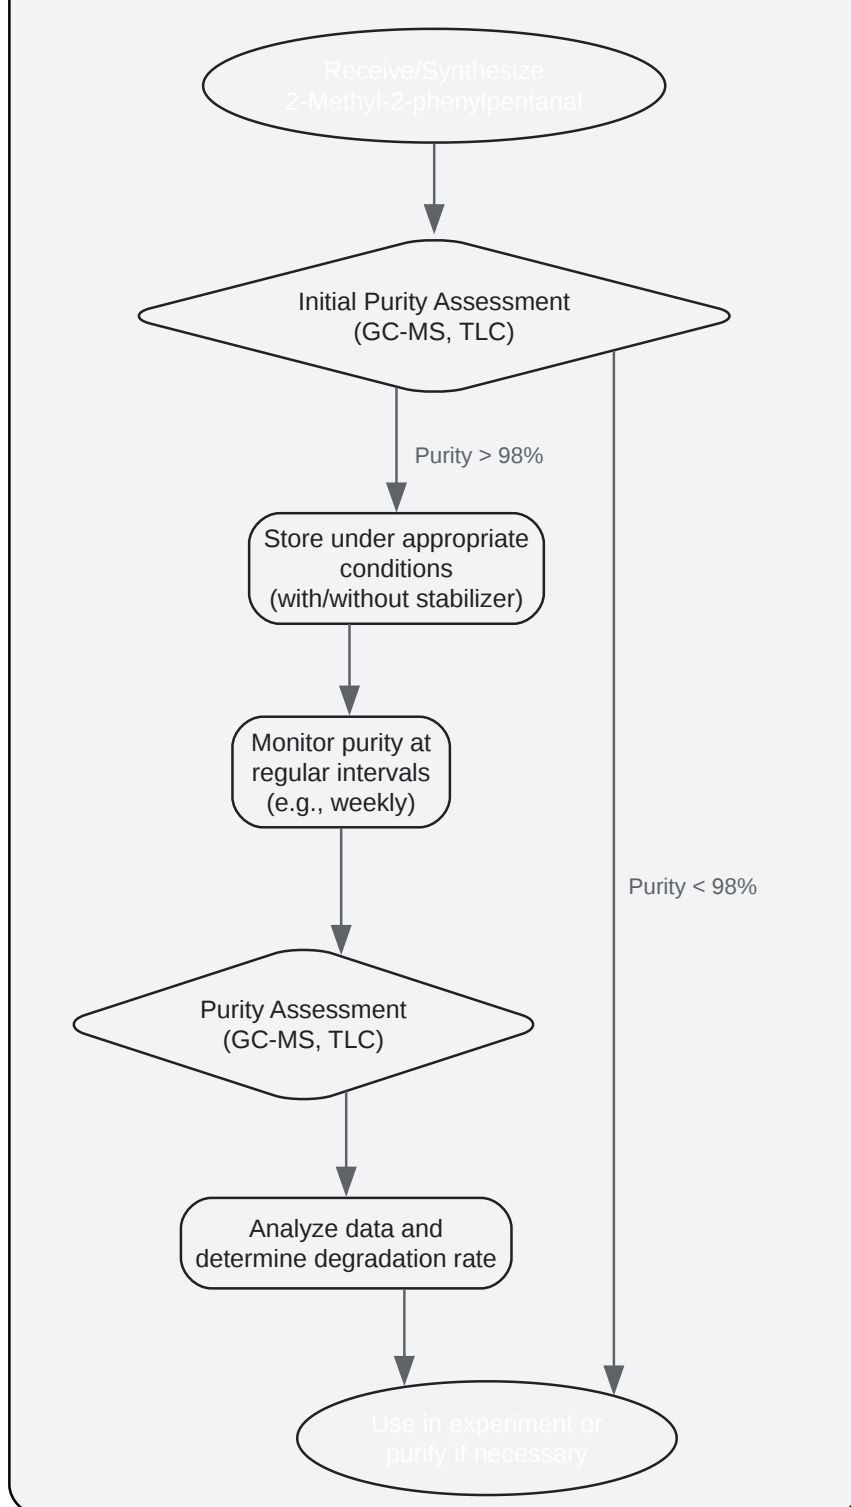 Receive/Synthesize
2-Methyl-2-phenylpentanal
Initial Purity Assessment
(GC-MS, TLC)
Purity > 98%
Store under appropriate
conditions
(with/without stabilizer)
Monitor purity at
regular intervals
(e.g., weekly)
Purity < 98%
Purity Assessment
(GC-MS, TLC)
Analyze data and
determine degradation rate
Use in experiment or
purify if necessary